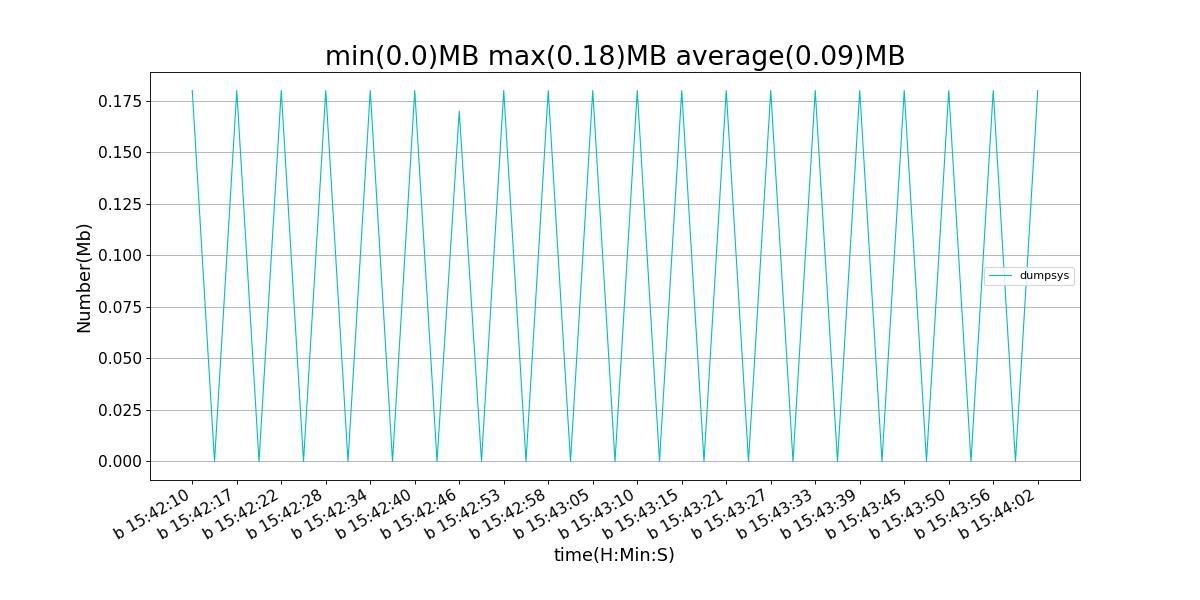 min(0.0)MB max(0.18)MB average(0.09)MB
Number(Mb)
0.175
0.150
0.125
0.100
0.075
0.050
0.025
0.000
dumpsys
b 15:42:10
b 15:42:17
b 15:42:22
b 15:42:28
b 15:42:34
b 15:42:40
b 15:42:46
b 15:42:53
b 15:42:58
b 15:43:05
b 15:43:10
b 15:43:15
b 15:43:21
b 15:43:27
b 15:43:33
b 15:43:39
b 15:43:45
b 15:43:50
b 15:43:56
b 15:44:02
time(H:Min:S)